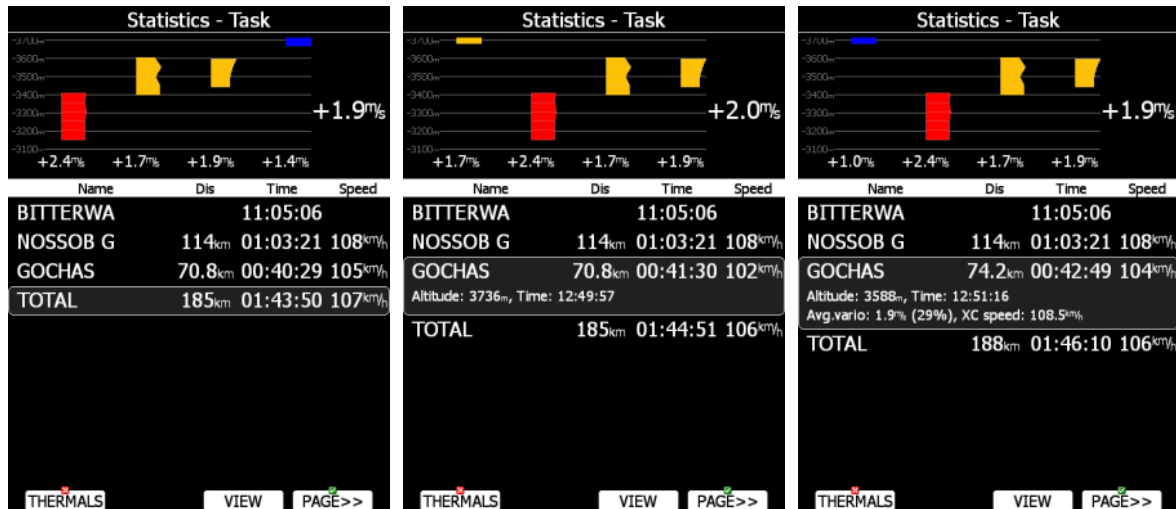 Statistics - Task
-3700m
-3600m
-3500m
-3400m
-3300m
-3200m
-3100m
+1.9m/s
+2.4m/s +1.7m/s +1.9m/s +1.4m/s
Name Dis Time Speed
BITTERWA 11:05:06
NOSSOB G 114km 01:03:21 108km/h
GOCHAS 70.8km 00:40:29 105km/h
TOTAL 185km 01:43:50 107km/h
THERMALS VIEW PAGE>>
Statistics - Task
-3700m
-3600m
-3500m
-3400m
-3300m
-3200m
-3100m
+2.0m/s
+1.7m/s +2.4m/s +1.7m/s +1.9m/s
Name Dis Time Speed
BITTERWA 11:05:06
NOSSOB G 114km 01:03:21 108km/h
GOCHAS 70.8km 00:41:30 102km/h
Altitude: 3736m, Time: 12:49:57
TOTAL 185km 01:44:51 106km/h
THERMALS VIEW PAGE>>
Statistics - Task
-3700m
-3600m
-3500m
-3400m
-3300m
-3200m
-3100m
+1.9m/s
+1.0m/s +2.4m/s +1.7m/s +1.9m/s
Name Dis Time Speed
BITTERWA 11:05:06
NOSSOB G 114km 01:03:21 108km/h
GOCHAS 74.2km 00:42:49 104km/h
Altitude: 3588m, Time: 12:51:16
Avg.vario: 1.9m/s (29%), XC speed: 108.5km/h
TOTAL 188km 01:46:10 106km/h
THERMALS VIEW PAGE>>